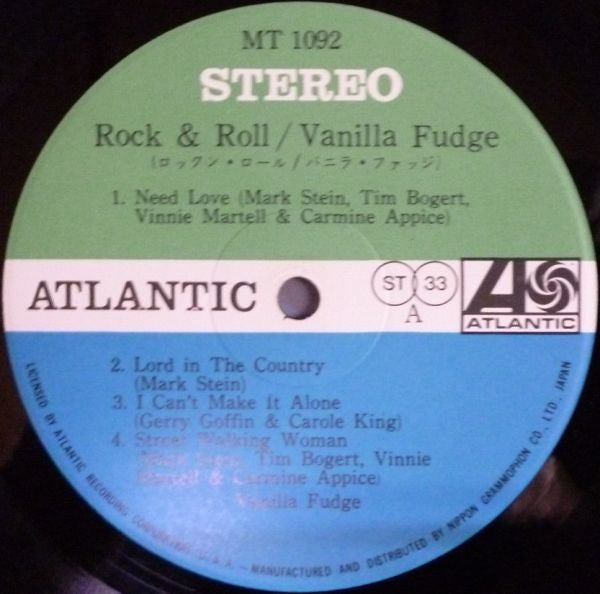 MT 1092
STEREO
Rock & Roll / Vanilla Fudge
(ロックン・ロール / バニラ・ファッジ)
1. Need Love (Mark Stein, Tim Bogert,
Vinnie Martell & Carmine Appice)
ATLANTIC
ST 33
A
ATLANTIC
2. Lord in The Country
(Mark Stein)
3. I Can't Make It Alone
(Gerry Goffin & Carole King)
4. Street Walking Woman
(Mark Stein, Tim Bogert, Vinnie
Martell & Carmine Appice)
Vanilla Fudge
LICENSED BY ATLANTIC RECORDING CORPORATION, U.S.A. - MANUFACTURED AND DISTRIBUTED BY NIPPON GRAMMOPHON CO., LTD., JAPAN